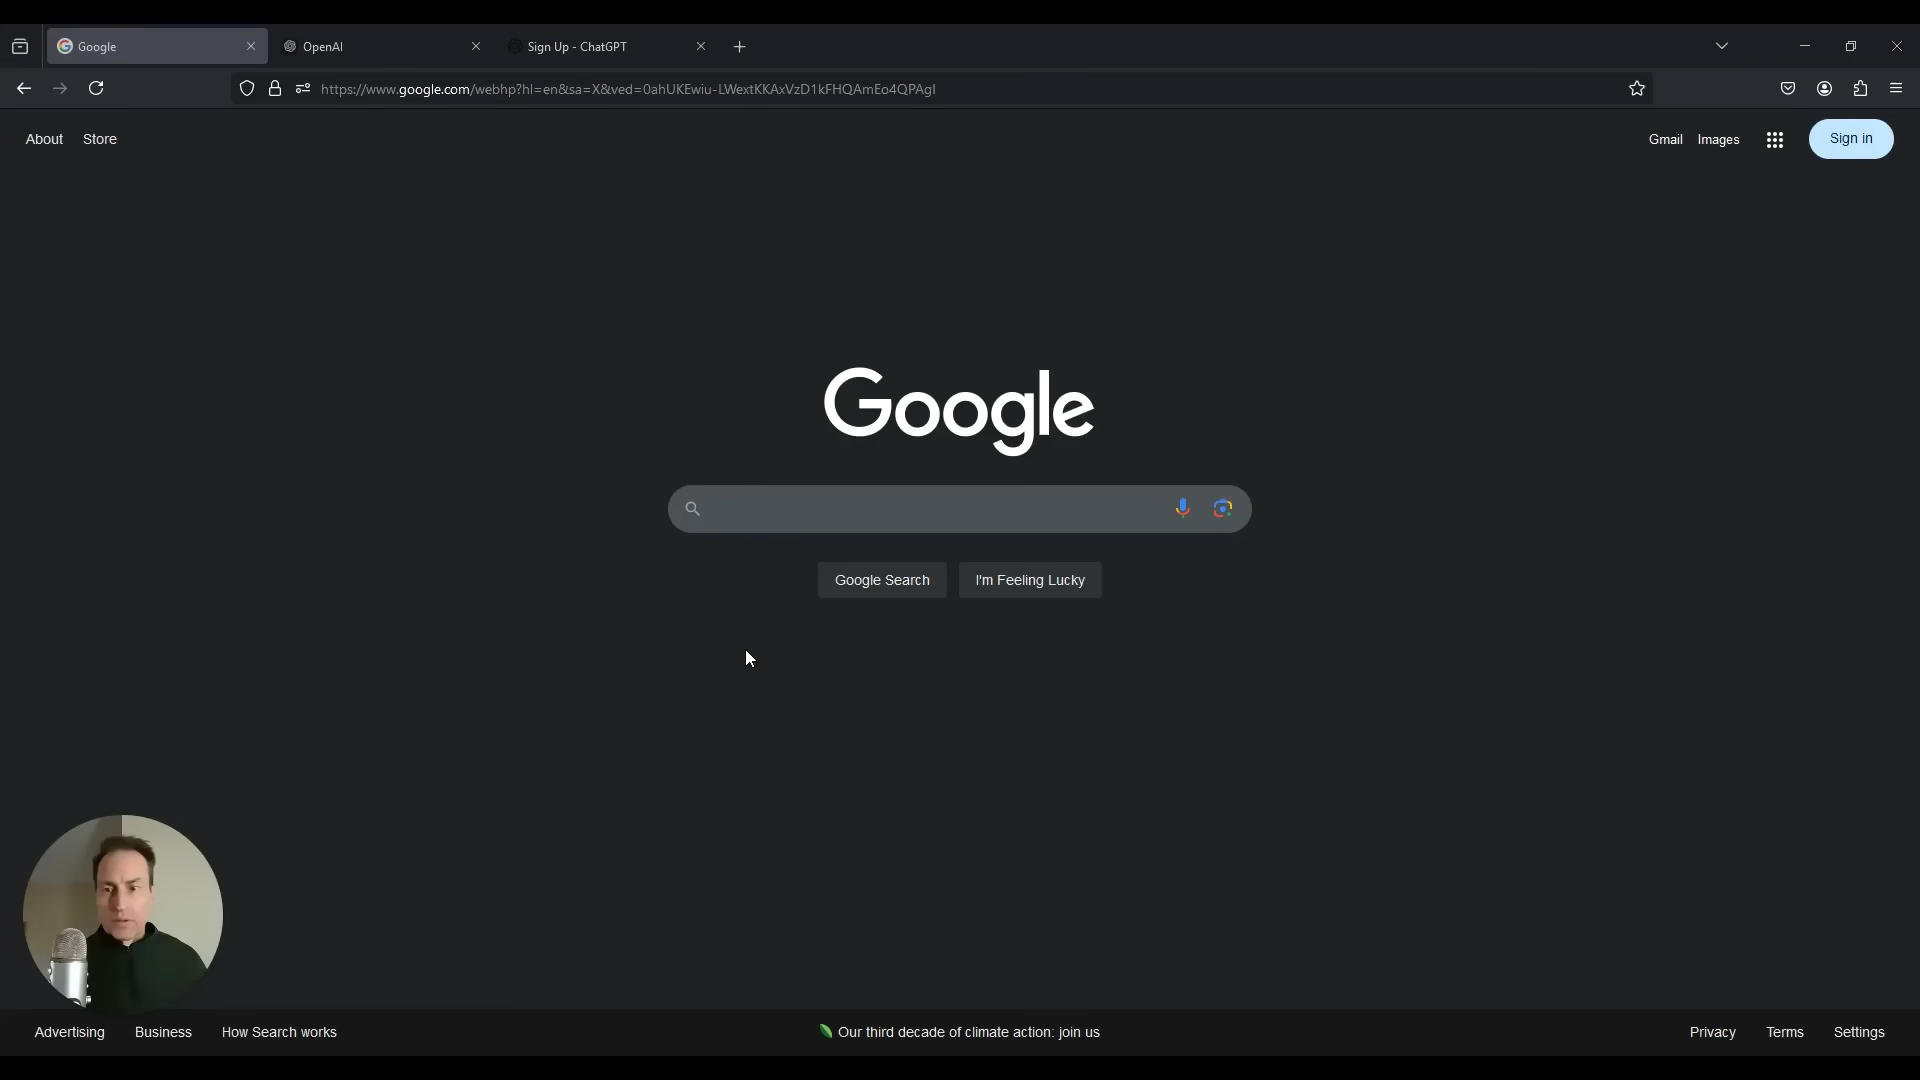 Google
OpenAI
Sign Up - ChatGPT
https://www.google.com/webhp?hl=en&sa=X&ved=0ahUKEwiu-LWextKKAxVzD1kFHQAmEo4QPAgI
About
Store
Gmail
Images
Sign in
Google
Google Search
I'm Feeling Lucky
Advertising
Business
How Search works
Our third decade of climate action: join us
Privacy
Terms
Settings